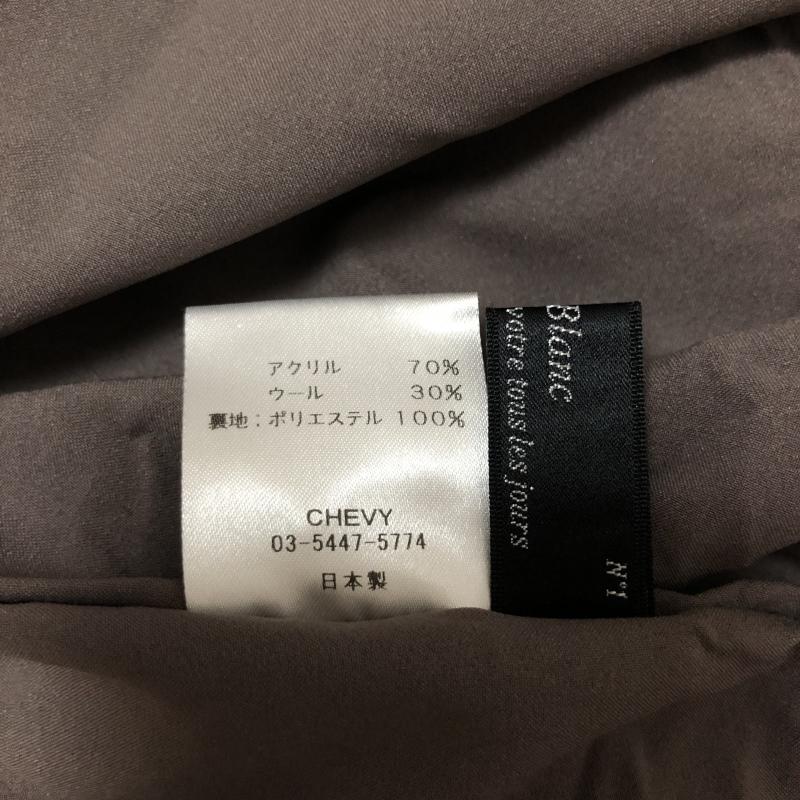 アクリル 70%
ウール 30%
裏地：ポリエステル 100%
CHEVY
03-5447-5774
日本製
Blanc
votre tous les jours
N°1